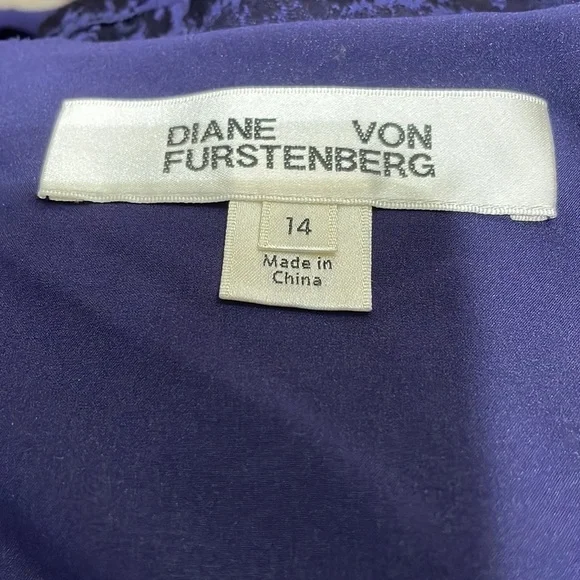 DIANE VON
FURSTENBERG
14
Made in
China